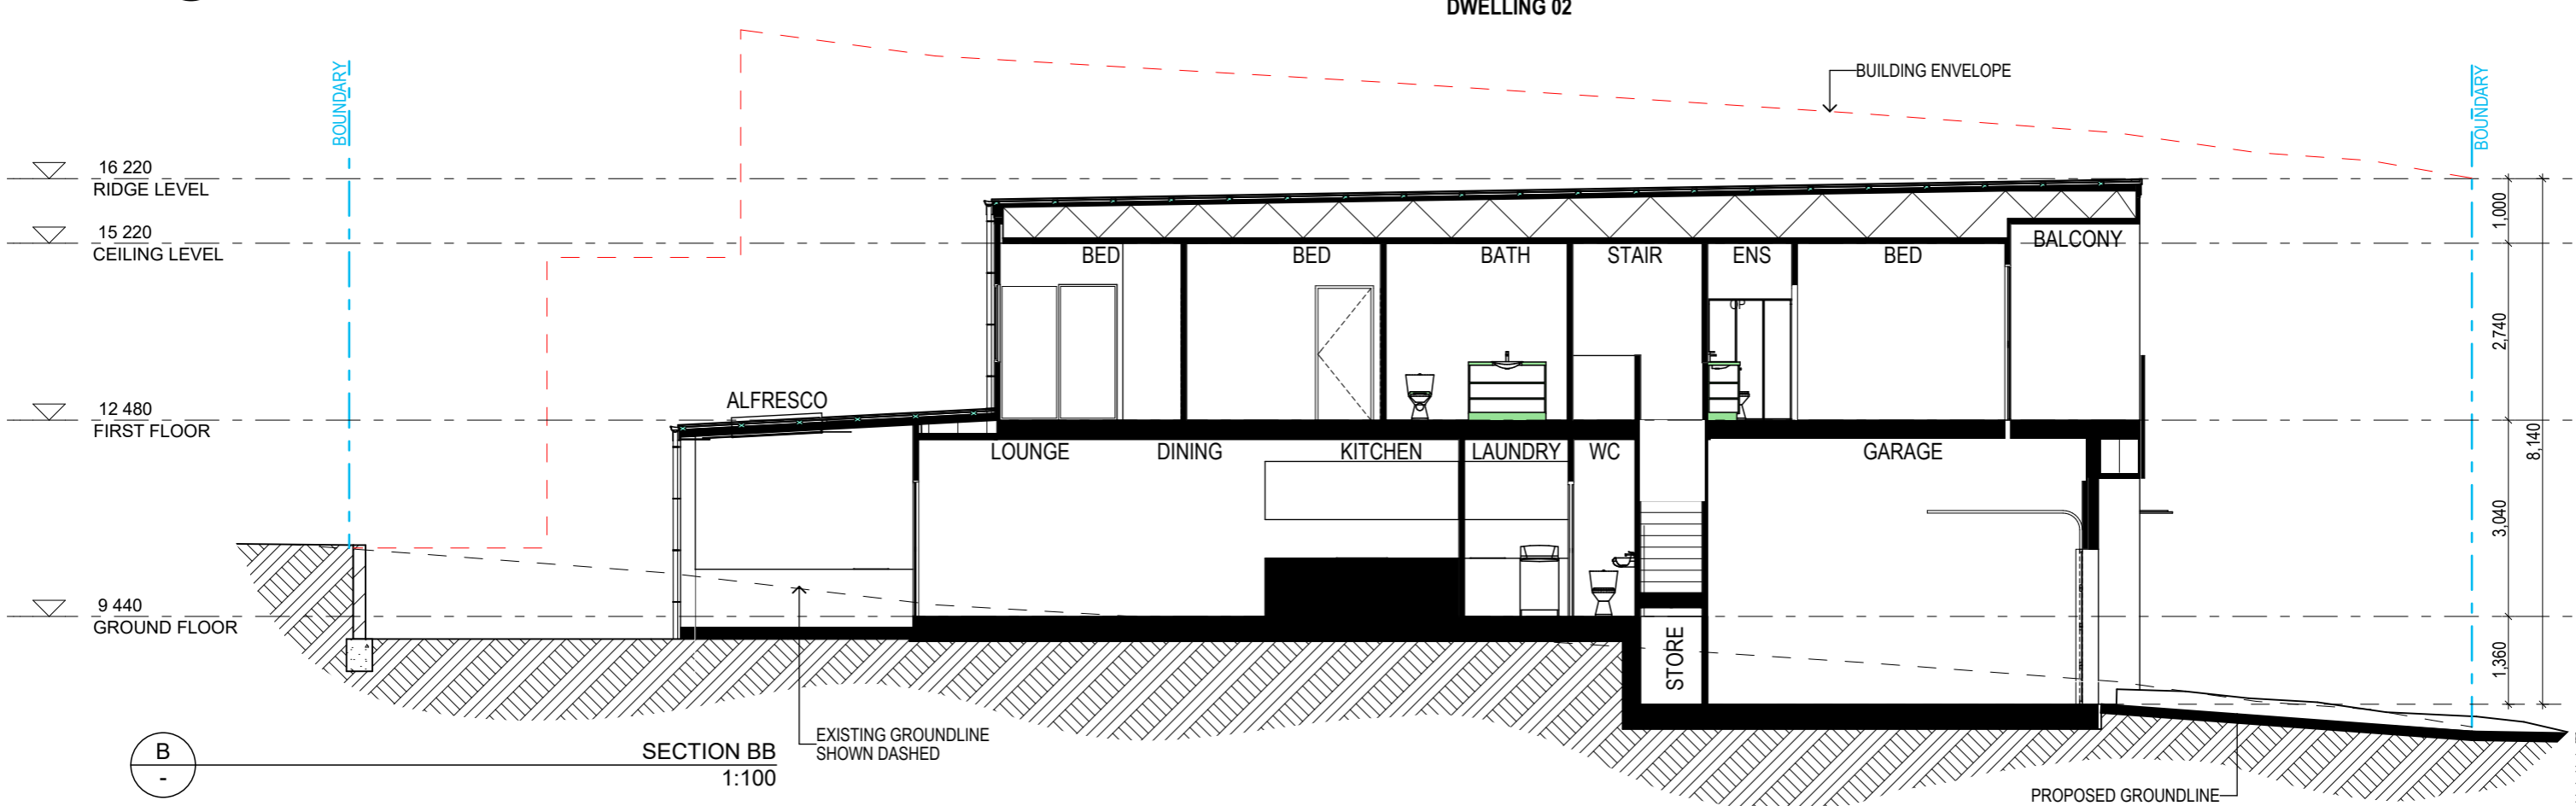 DWELLING 02
BOUNDARY
BUILDING ENVELOPE
BOUNDARY
16 220
RIDGE LEVEL
15 220
CEILING LEVEL
12 480
FIRST FLOOR
9 440
GROUND FLOOR
BED
BED
BATH
STAIR
ENS
BED
BALCONY
ALFRESCO
LOUNGE
DINING
KITCHEN
LAUNDRY
WC
GARAGE
STORE
1,000
2,740
3,040
1,360
8,140
EXISTING GROUNDLINE
SHOWN DASHED
PROPOSED GROUNDLINE
B
-
SECTION BB
1:100